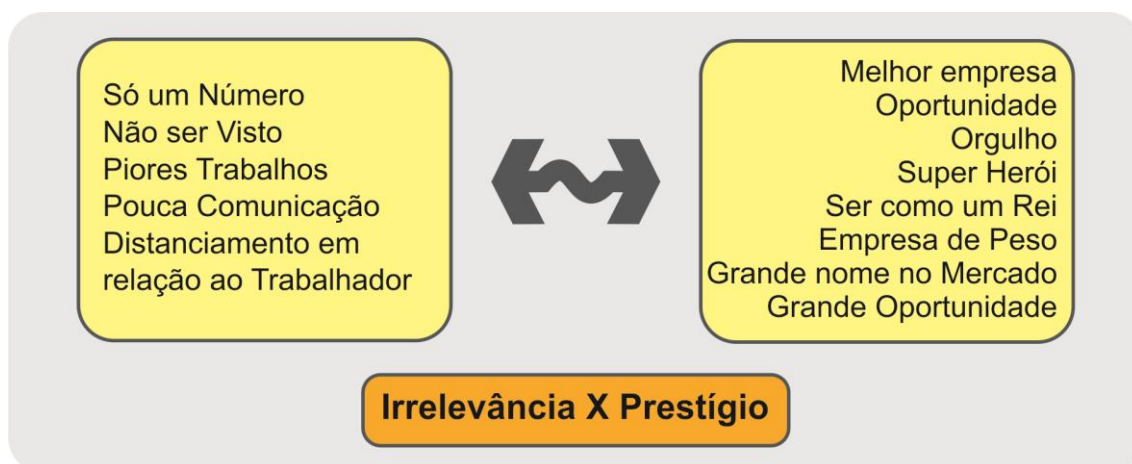 Só um Número
Não ser Visto
Piores Trabalhos
Pouca Comunicação
Distanciamento em
relação ao Trabalhador
Melhor empresa
Oportunidade
Orgulho
Super Herói
Ser como um Rei
Empresa de Peso
Grande nome no Mercado
Grande Oportunidade
Irrelevância X Prestígio